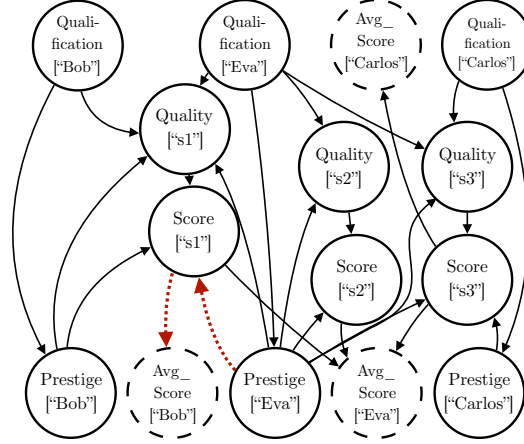 Quali-
fication
[“Bob”]
Quali-
fication
[“Eva”]
Avg_
Score
[“Carlos”]
Quali-
fication
[“Carlos”]
Quality
[“s1”]
Quality
[“s2”]
Quality
[“s3”]
Score
[“s1”]
Score
[“s2”]
Score
[“s3”]
Prestige
[“Bob”]
Avg_
Score
[“Bob”]
Prestige
[“Eva”]
Avg_
Score
[“Eva”]
Prestige
[“Carlos”]